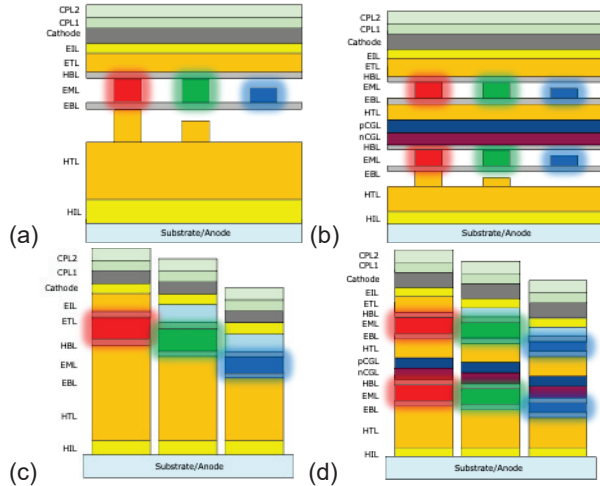 CPL2
CPL1
Cathode
EIL
ETL
HBL
EML
EBL
HTL
HIL
Substrate/Anode
(a)
CPL2
CPL1
Cathode
EIL
ETL
HBL
EML
EBL
HTL
pCGL
nCGL
HBL
EML
EBL
HTL
HIL
Substrate/Anode
(b)
CPL2
CPL1
Cathode
EIL
ETL
HBL
EML
EBL
HTL
HIL
Substrate/Anode
(c)
CPL2
CPL1
Cathode
EIL
ETL
HBL
EML
EBL
HTL
pCGL
nCGL
HBL
EML
EBL
HTL
HIL
Substrate/Anode
(d)